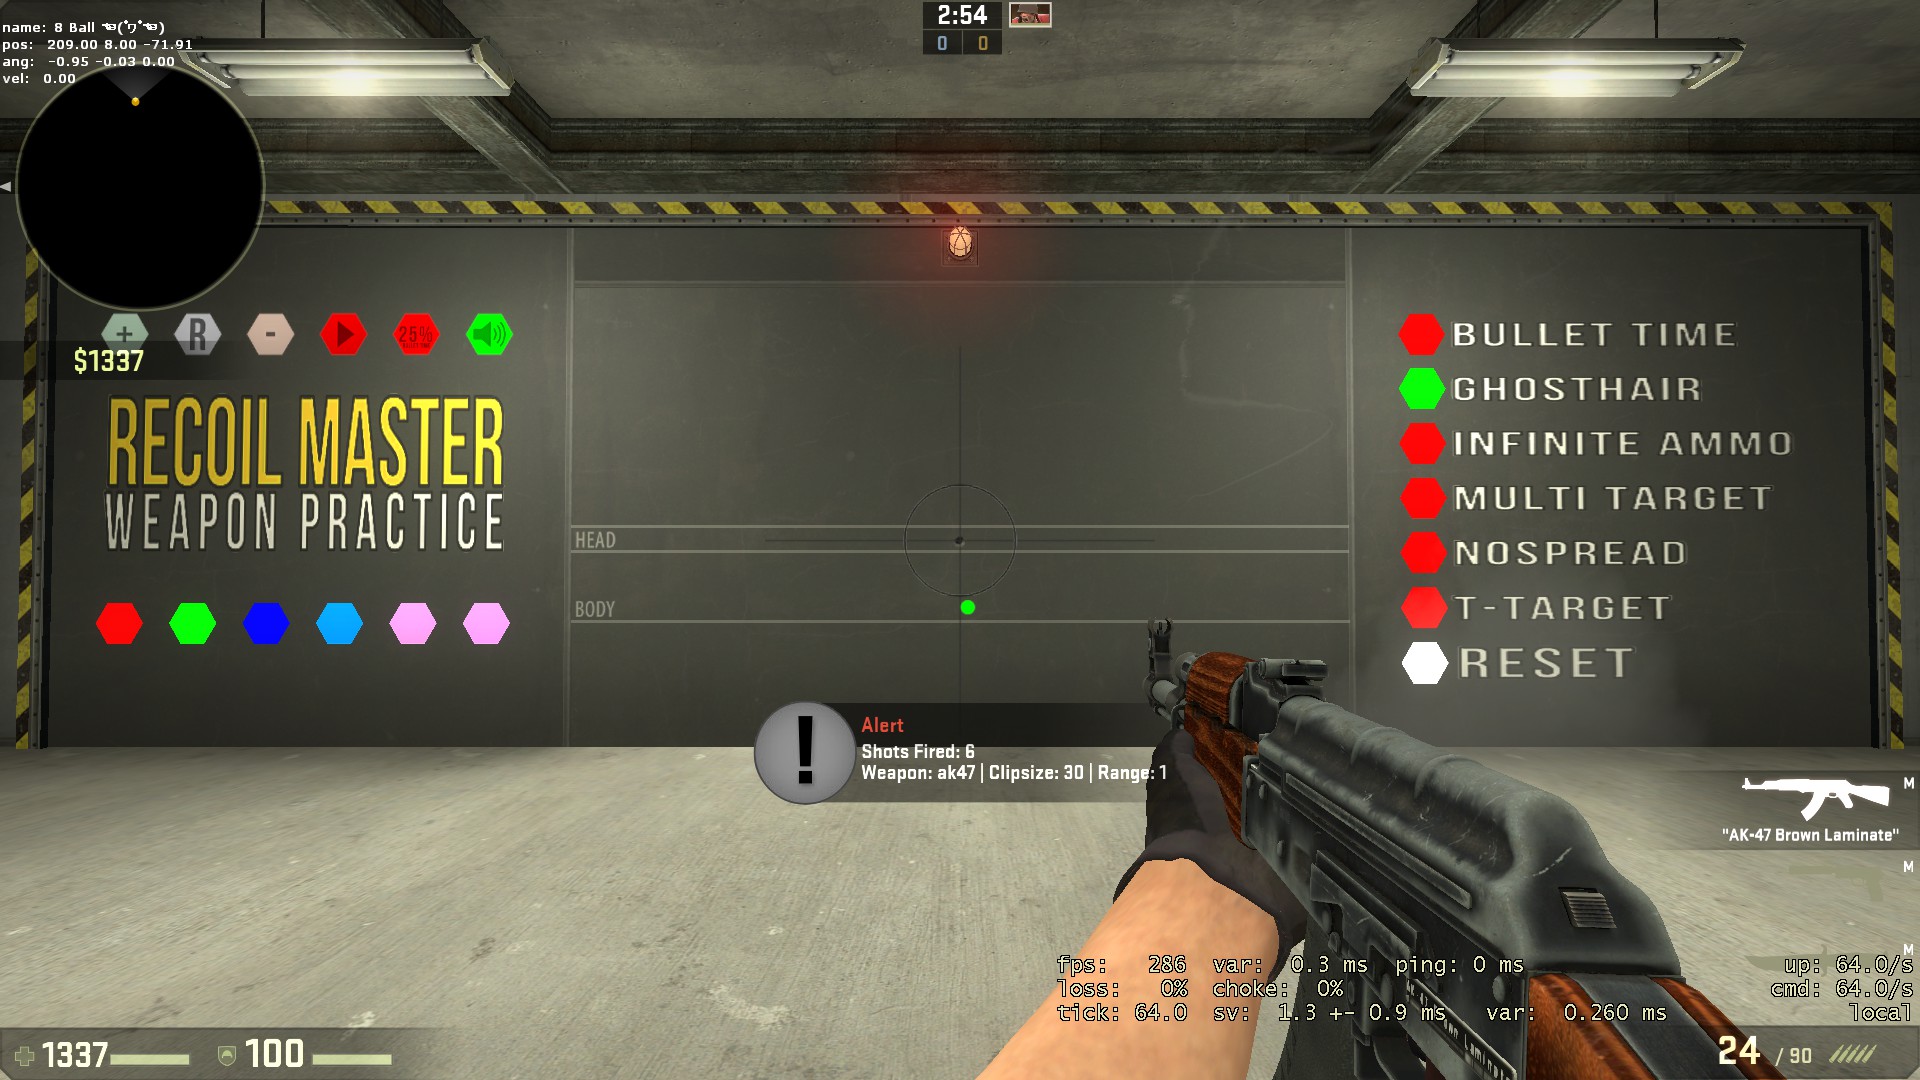 name: 8 Ball ☜(ﾟヮﾟ☜)
pos: 209.00 8.00 -71.91
ang: -0.95 -0.03 0.00
vel: 0.00
2:54
0 0
+ R - 25%
$1337
RECOIL MASTER
WEAPON PRACTICE
HEAD
BODY
BULLET TIME
GHOSTHAIR
INFINITE AMMO
MULTI TARGET
NOSPREAD
T-TARGET
RESET
!
Alert
Shots Fired: 6
Weapon: ak47 | Clipsize: 30 | Range: 1
M
"AK-47 Brown Laminate"
M
M
fps: 286 var: 0.3 ms ping: 0 ms
loss: 0% choke: 0%
tick: 64.0 sv: 1.3 +- 0.9 ms var: 0.260 ms
up: 64.0/s
cmd: 64.0/s
local
1337 100
24 / 90